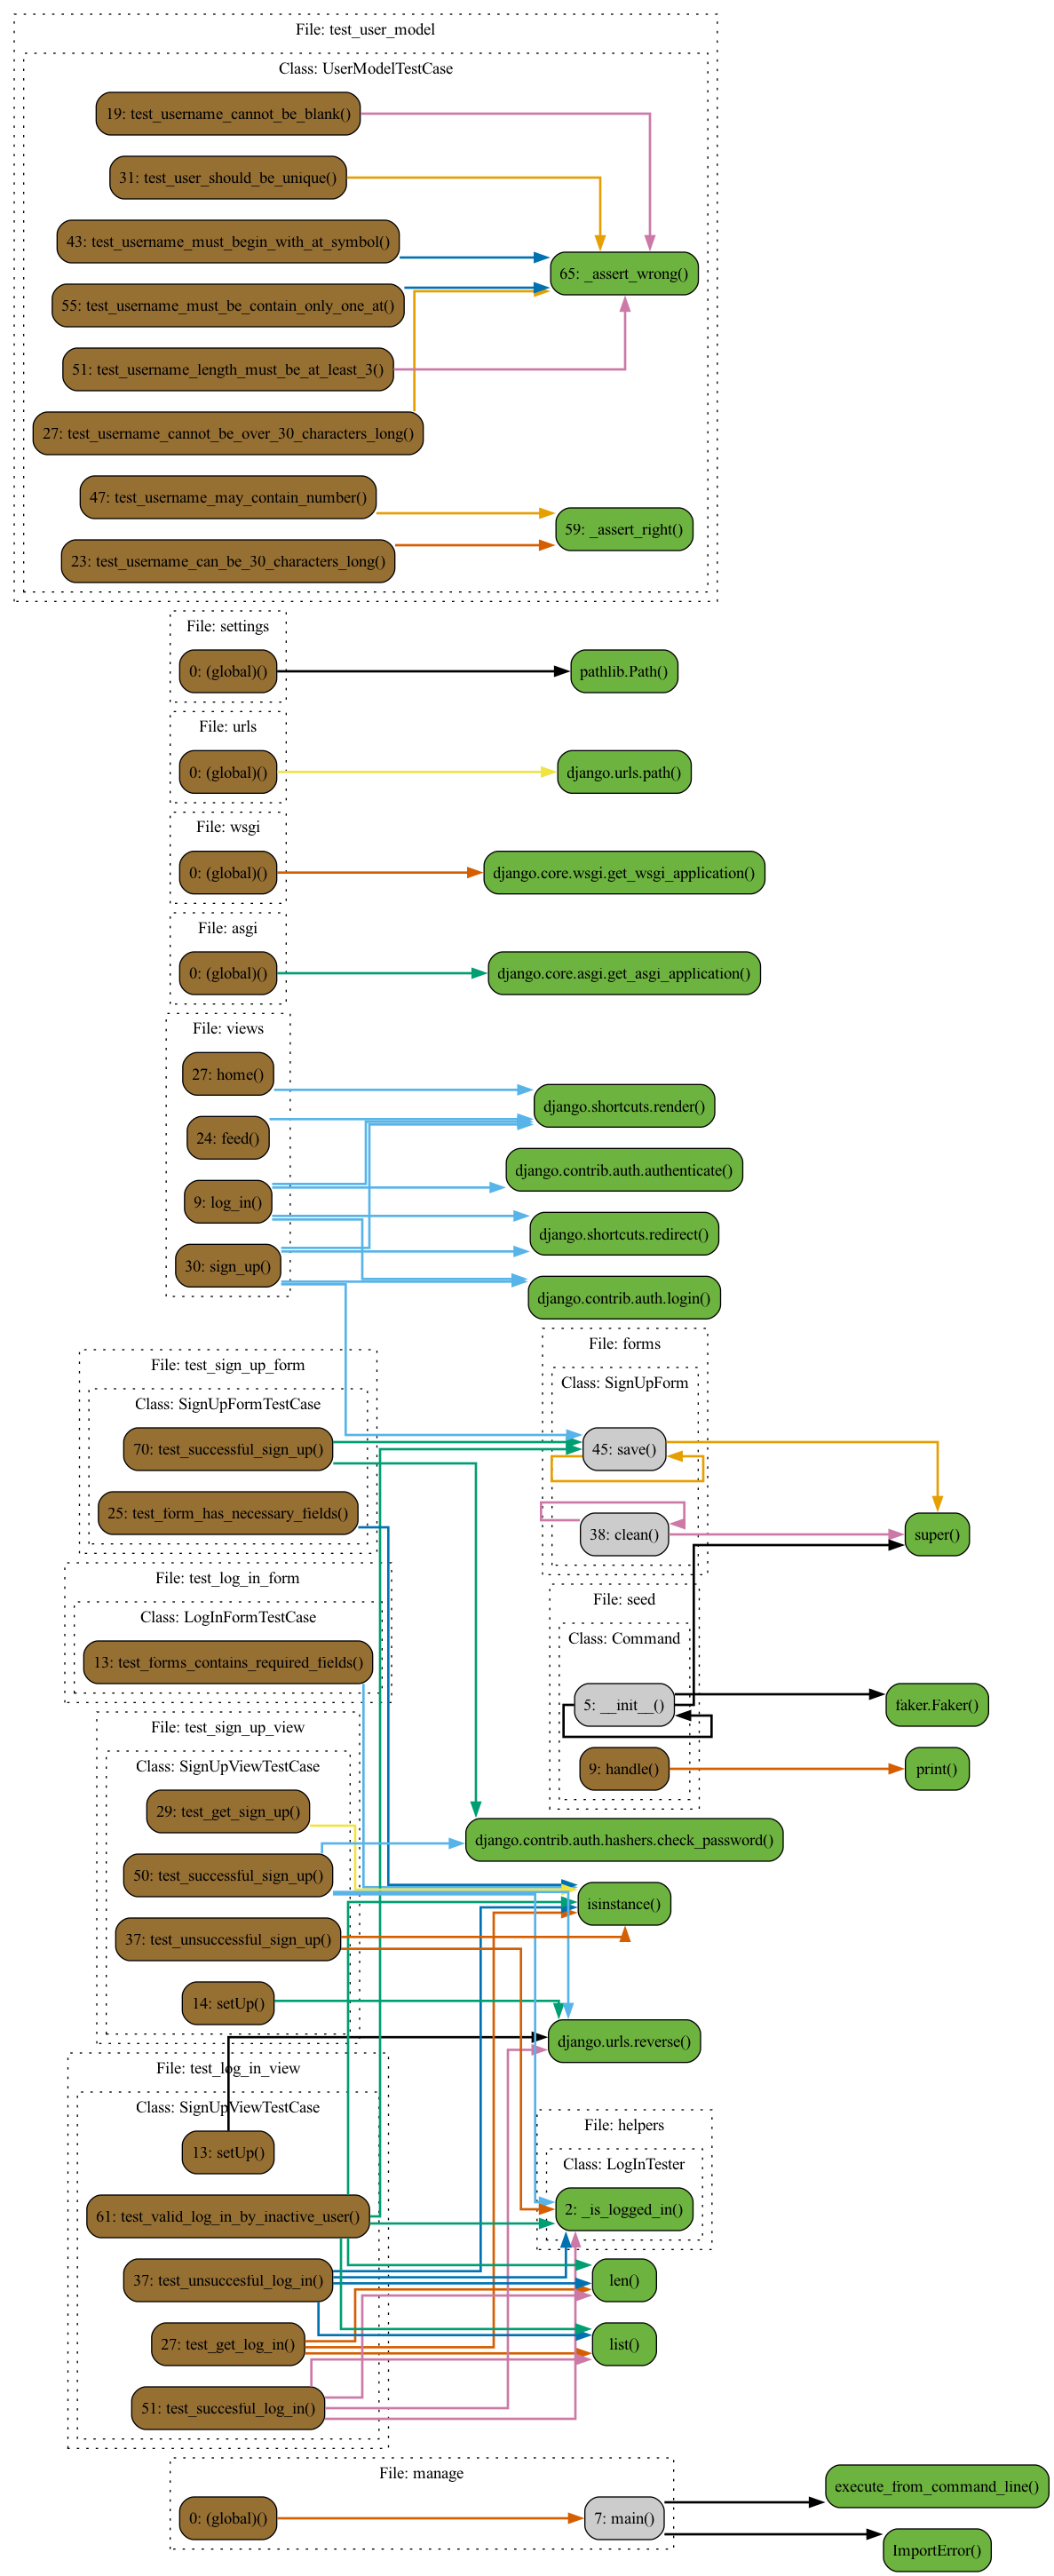 File: test_user_model
Class: UserModelTestCase
19: test_username_cannot_be_blank()
31: test_user_should_be_unique()
43: test_username_must_begin_with_at_symbol()
65: _assert_wrong()
55: test_username_must_be_contain_only_one_at()
51: test_username_length_must_be_at_least_3()
27: test_username_cannot_be_over_30_characters_long()
47: test_username_may_contain_number()
59: _assert_right()
23: test_username_can_be_30_characters_long()
File: settings
0: (global)()
pathlib.Path()
File: urls
0: (global)()
django.urls.path()
File: wsgi
0: (global)()
django.core.wsgi.get_wsgi_application()
File: asgi
0: (global)()
django.core.asgi.get_asgi_application()
File: views
27: home()
django.shortcuts.render()
24: feed()
django.contrib.auth.authenticate()
9: log_in()
django.shortcuts.redirect()
30: sign_up()
django.contrib.auth.login()
File: forms
Class: SignUpForm
45: save()
38: clean()
super()
File: test_sign_up_form
Class: SignUpFormTestCase
70: test_successful_sign_up()
25: test_form_has_necessary_fields()
File: test_log_in_form
Class: LogInFormTestCase
13: test_forms_contains_required_fields()
File: seed
Class: Command
5: __init__()
faker.Faker()
9: handle()
print()
File: test_sign_up_view
Class: SignUpViewTestCase
29: test_get_sign_up()
django.contrib.auth.hashers.check_password()
50: test_successful_sign_up()
isinstance()
37: test_unsuccessful_sign_up()
14: setUp()
django.urls.reverse()
File: test_log_in_view
Class: SignUpViewTestCase
13: setUp()
File: helpers
Class: LogInTester
2: _is_logged_in()
61: test_valid_log_in_by_inactive_user()
37: test_unsuccesful_log_in()
len()
27: test_get_log_in()
list()
51: test_succesful_log_in()
File: manage
0: (global)()
7: main()
execute_from_command_line()
ImportError()